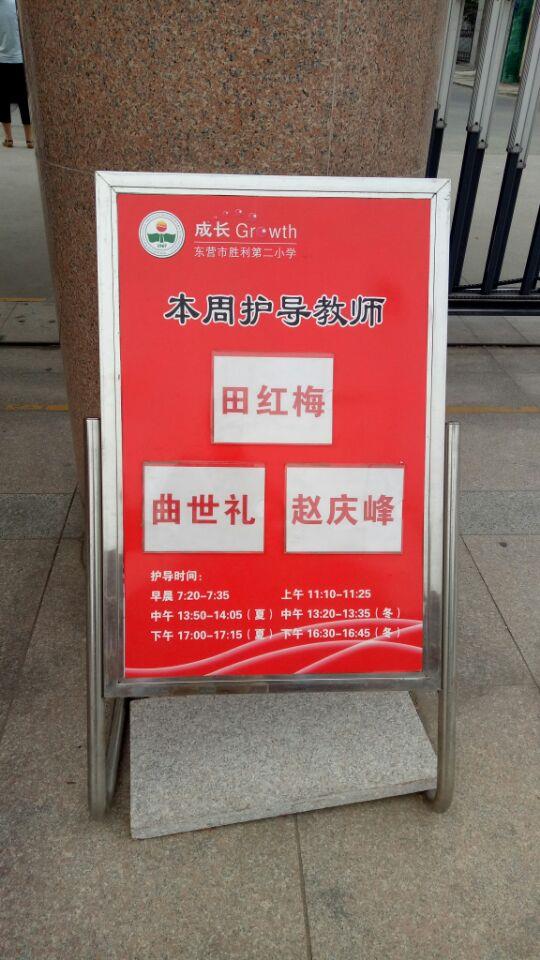 成长 Growth
东营市胜利第二小学
1967
本周护导教师
田红梅
曲世礼 赵庆峰
护导时间：
早晨 7:20-7:35 上午 11:10-11:25
中午 13:50-14:05（夏） 中午 13:20-13:35（冬）
下午 17:00-17:15（夏） 下午 16:30-16:45（冬）